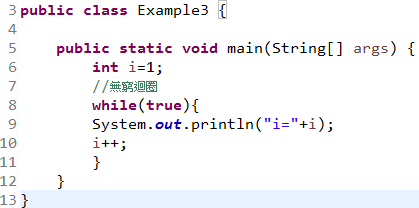 3 public class Example3 {
4
5 public static void main(String[] args) {
6 int i=1;
7 //無窮迴圈
8 while(true){
9 System.out.println("i="+i);
10 i++;
11 }
12 }
13 }